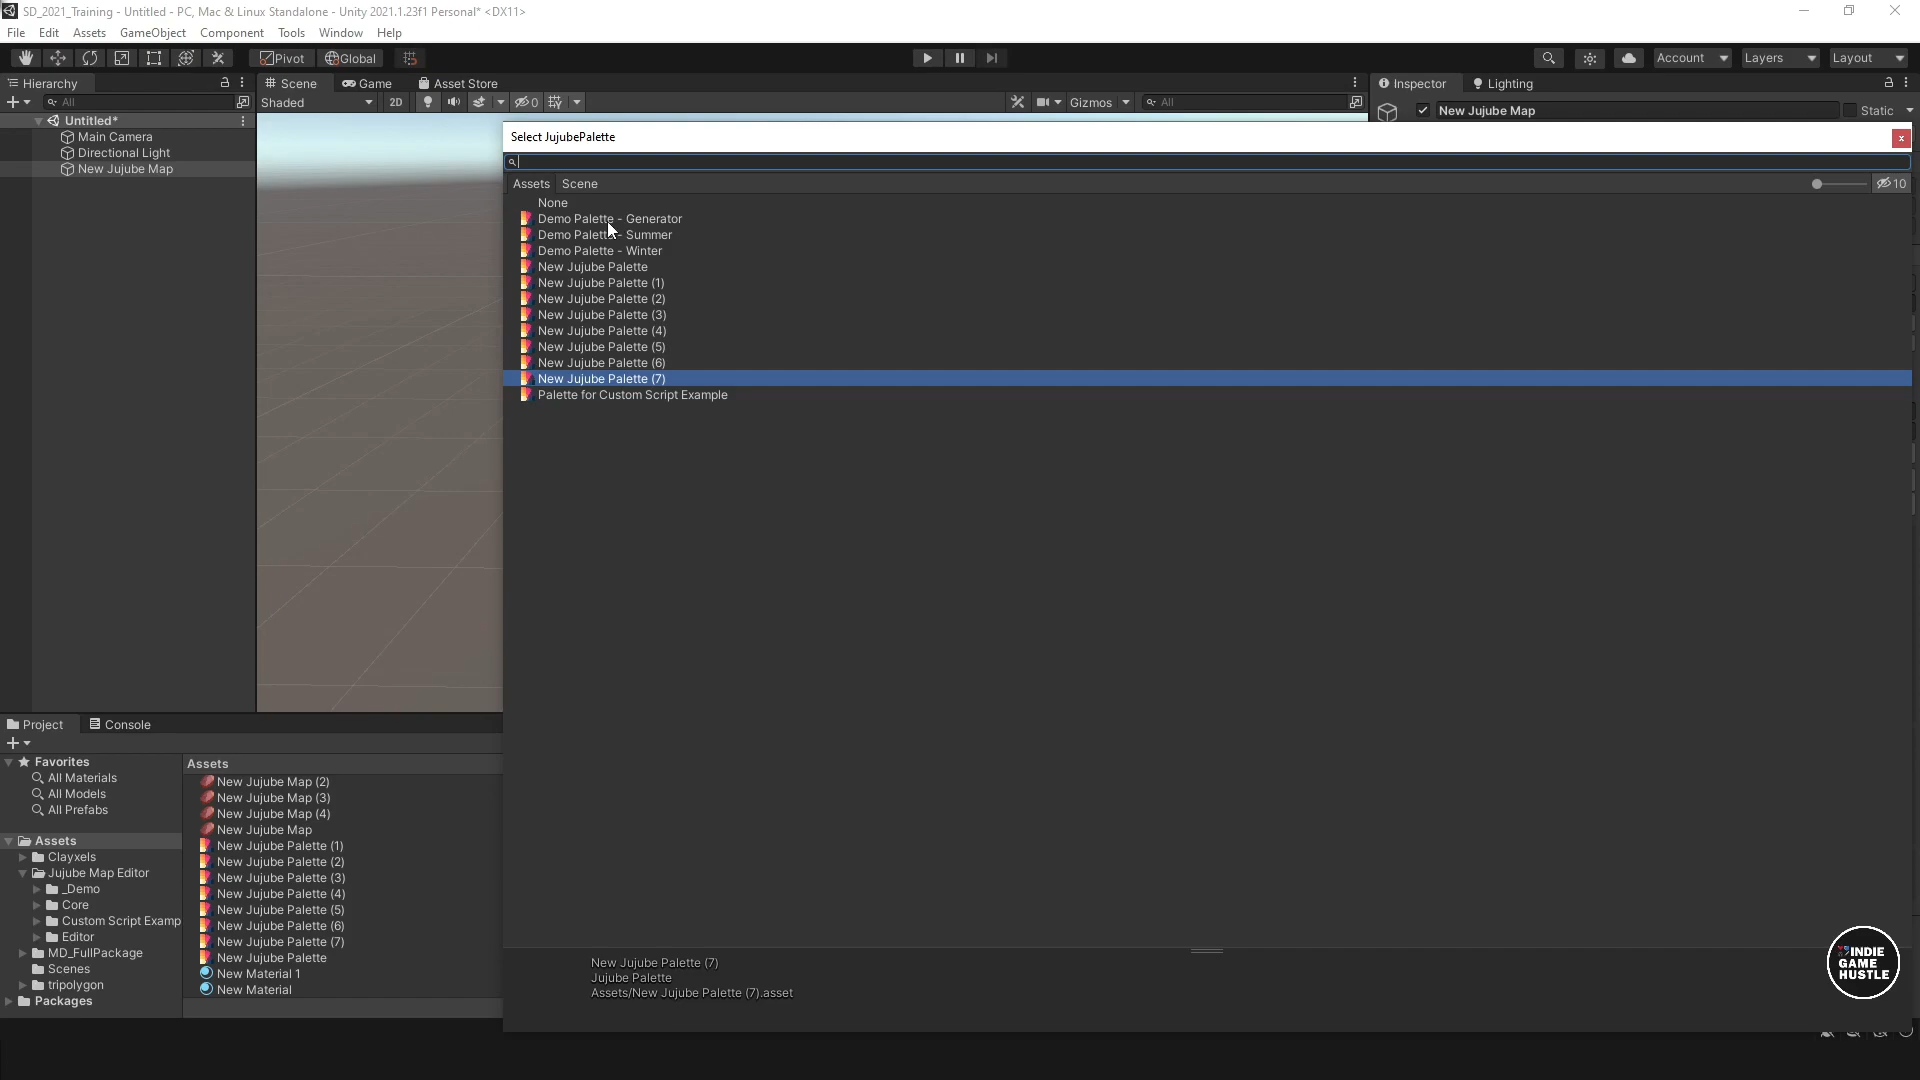 SD_2021_Training - Untitled - PC, Mac & Linux Standalone - Unity 2021.1.23f1 Personal* <DX11>
File Edit Assets GameObject Component Tools Window Help
Pivot Global Account Layers Layout
Hierarchy Scene Game Asset Store Inspector Lighting
All Shaded 2D 0 Gizmos All
New Jujube Map Static
Untitled*
Main Camera
Directional Light
New Jujube Map
Select JujubePalette
x
Assets Scene 10
None
Demo Palette - Generator
Demo Palette - Summer
Demo Palette - Winter
New Jujube Palette
New Jujube Palette (1)
New Jujube Palette (2)
New Jujube Palette (3)
New Jujube Palette (4)
New Jujube Palette (5)
New Jujube Palette (6)
New Jujube Palette (7)
Palette for Custom Script Example
Project Console
Favorites
All Materials
All Models
All Prefabs
Assets
Clayxels
Jujube Map Editor
_Demo
Core
Custom Script Examp
Editor
MD_FullPackage
Scenes
tripolygon
Packages
Assets
New Jujube Map (2)
New Jujube Map (3)
New Jujube Map (4)
New Jujube Map
New Jujube Palette (1)
New Jujube Palette (2)
New Jujube Palette (3)
New Jujube Palette (4)
New Jujube Palette (5)
New Jujube Palette (6)
New Jujube Palette (7)
New Jujube Palette
New Material 1
New Material
New Jujube Palette (7)
Jujube Palette
Assets/New Jujube Palette (7).asset
INDIE
GAME
HUSTLE